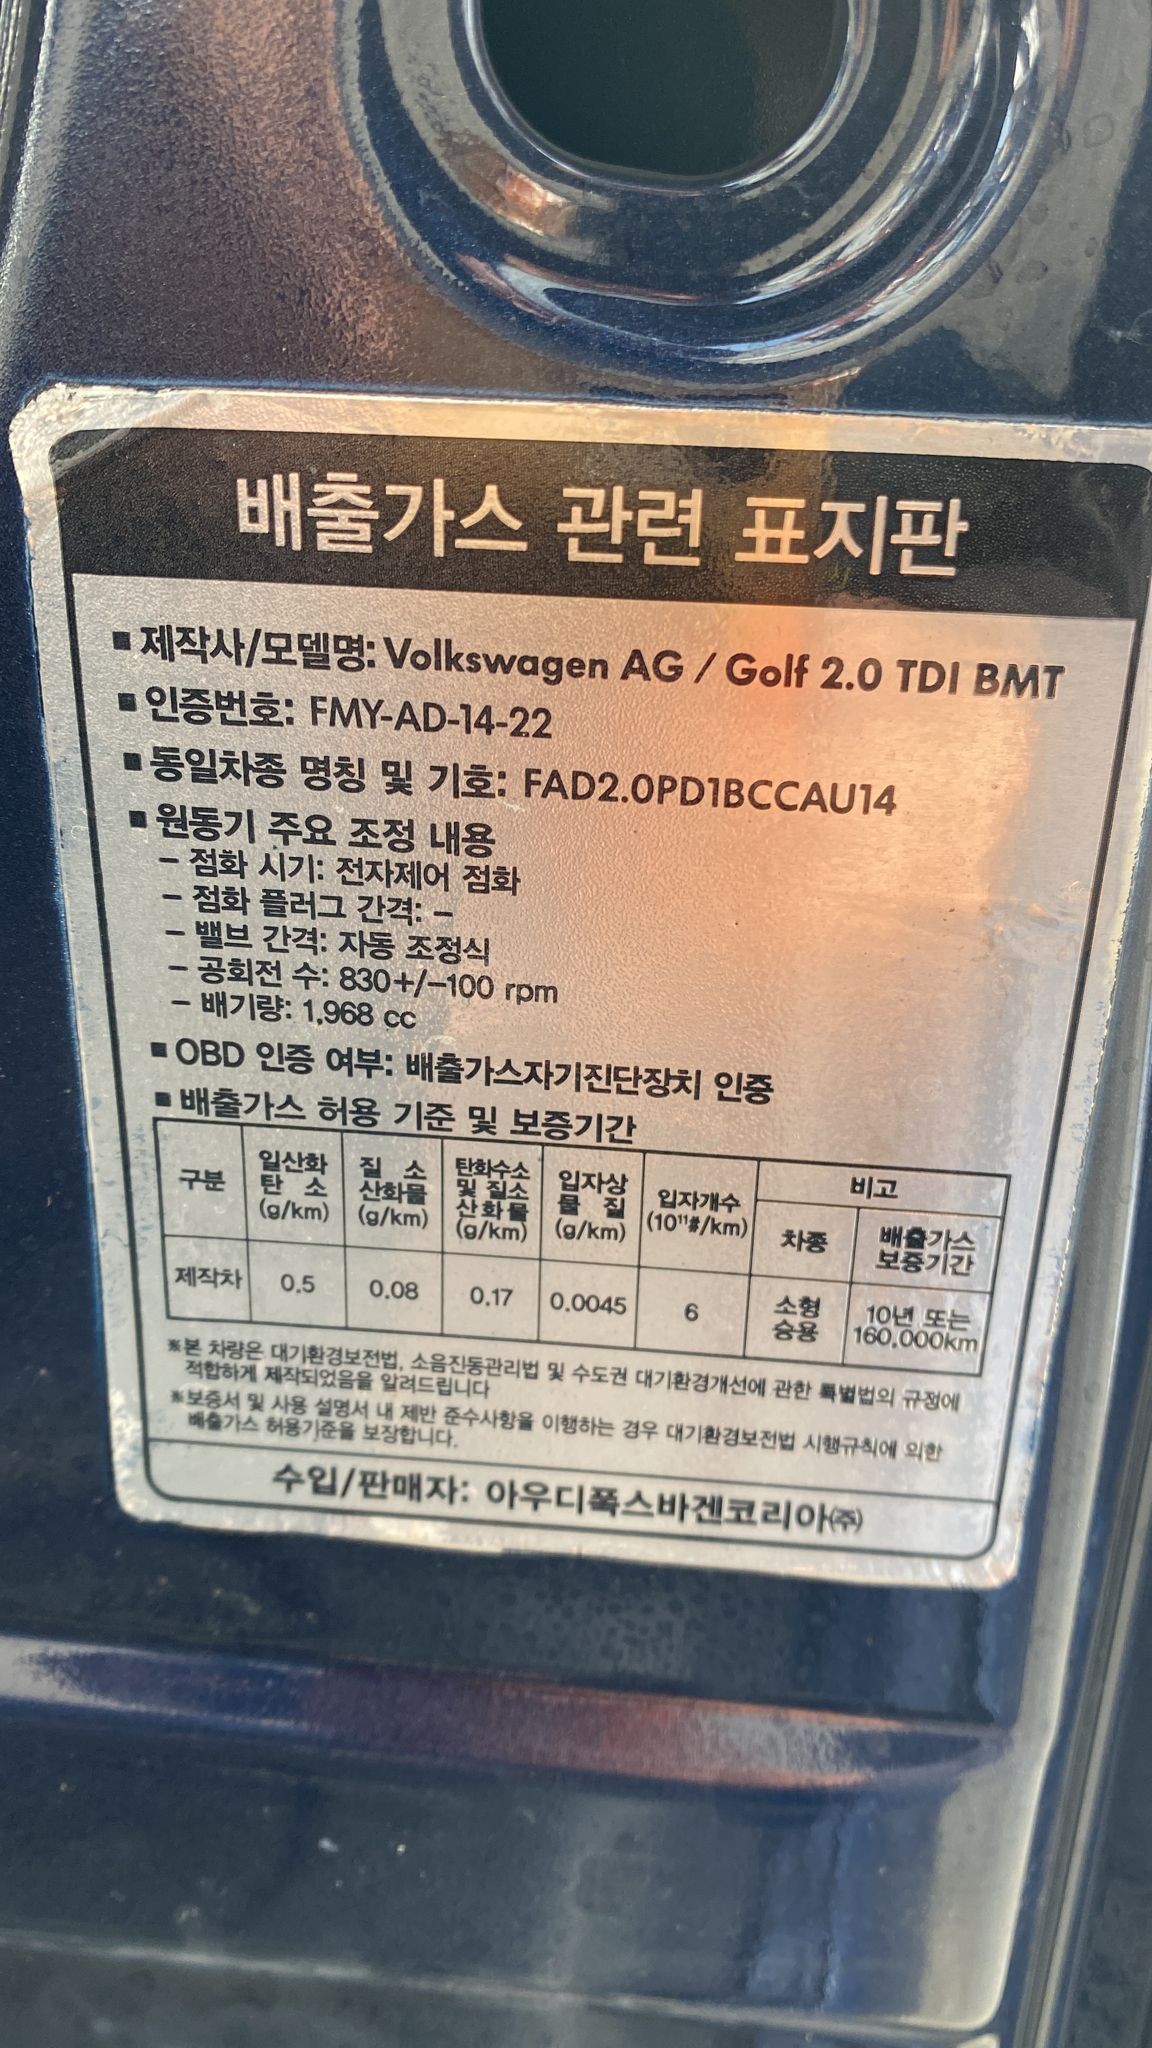 배출가스 관련 표지판
■ 제작사/모델명: Volkswagen AG / Golf 2.0 TDI BMT
■ 인증번호: FMY-AD-14-22
■ 동일차종 명칭 및 기호: FAD2.0PD1BCCAU14
■ 원동기 주요 조정 내용
– 점화 시기: 전자제어 점화
– 점화 플러그 간격: –
– 밸브 간격: 자동 조정식
– 공회전 수: 830+/–100 rpm
– 배기량: 1,968 cc
■ OBD 인증 여부: 배출가스자기진단장치 인증
■ 배출가스 허용 기준 및 보증기간
구분 일산화 탄 소 (g/km) 질 소 산화물 (g/km) 탄화수소 및 질소 산화물 (g/km) 입자상 물 질 (g/km) 입자개수 (10¹¹#/km) 비고
차종 배출가스 보증기간
제작차 0.5 0.08 0.17 0.0045 6 소형 승용 10년 또는 160,000km
※본 차량은 대기환경보전법, 소음진동관리법 및 수도권 대기환경개선에 관한 특별법의 규정에
적합하게 제작되었음을 알려드립니다
※보증서 및 사용 설명서 내 제반 준수사항을 이행하는 경우 대기환경보전법 시행규칙에 의한
배출가스 허용기준을 보장합니다.
수입/판매자: 아우디폭스바겐코리아㈜